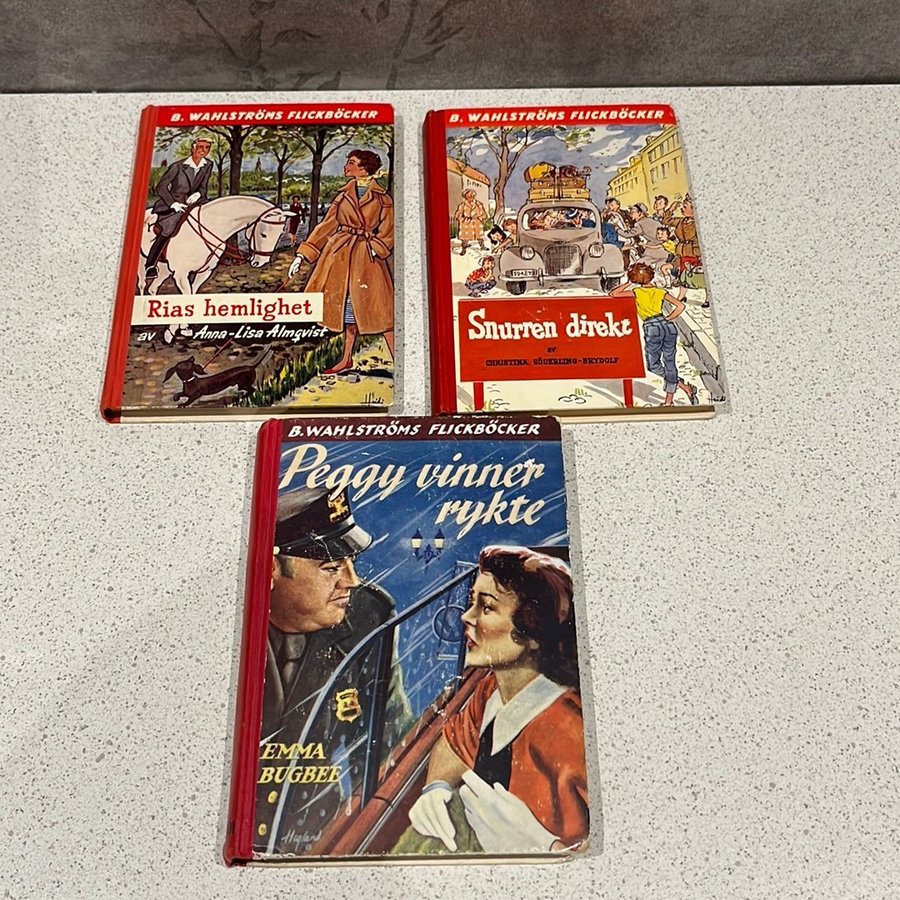 B. WAHLSTRÖMS FLICKBÖCKER
Rias hemlighet
av Anna-Lisa Almqvist
B. WAHLSTRÖMS FLICKBÖCKER
Snurren direkt
av
CHRISTINA SÖDERLING-BRYDOLF
B. WAHLSTRÖMS FLICKBÖCKER
Peggy vinner
rykte
EMMA
BUGBEE
Hegland